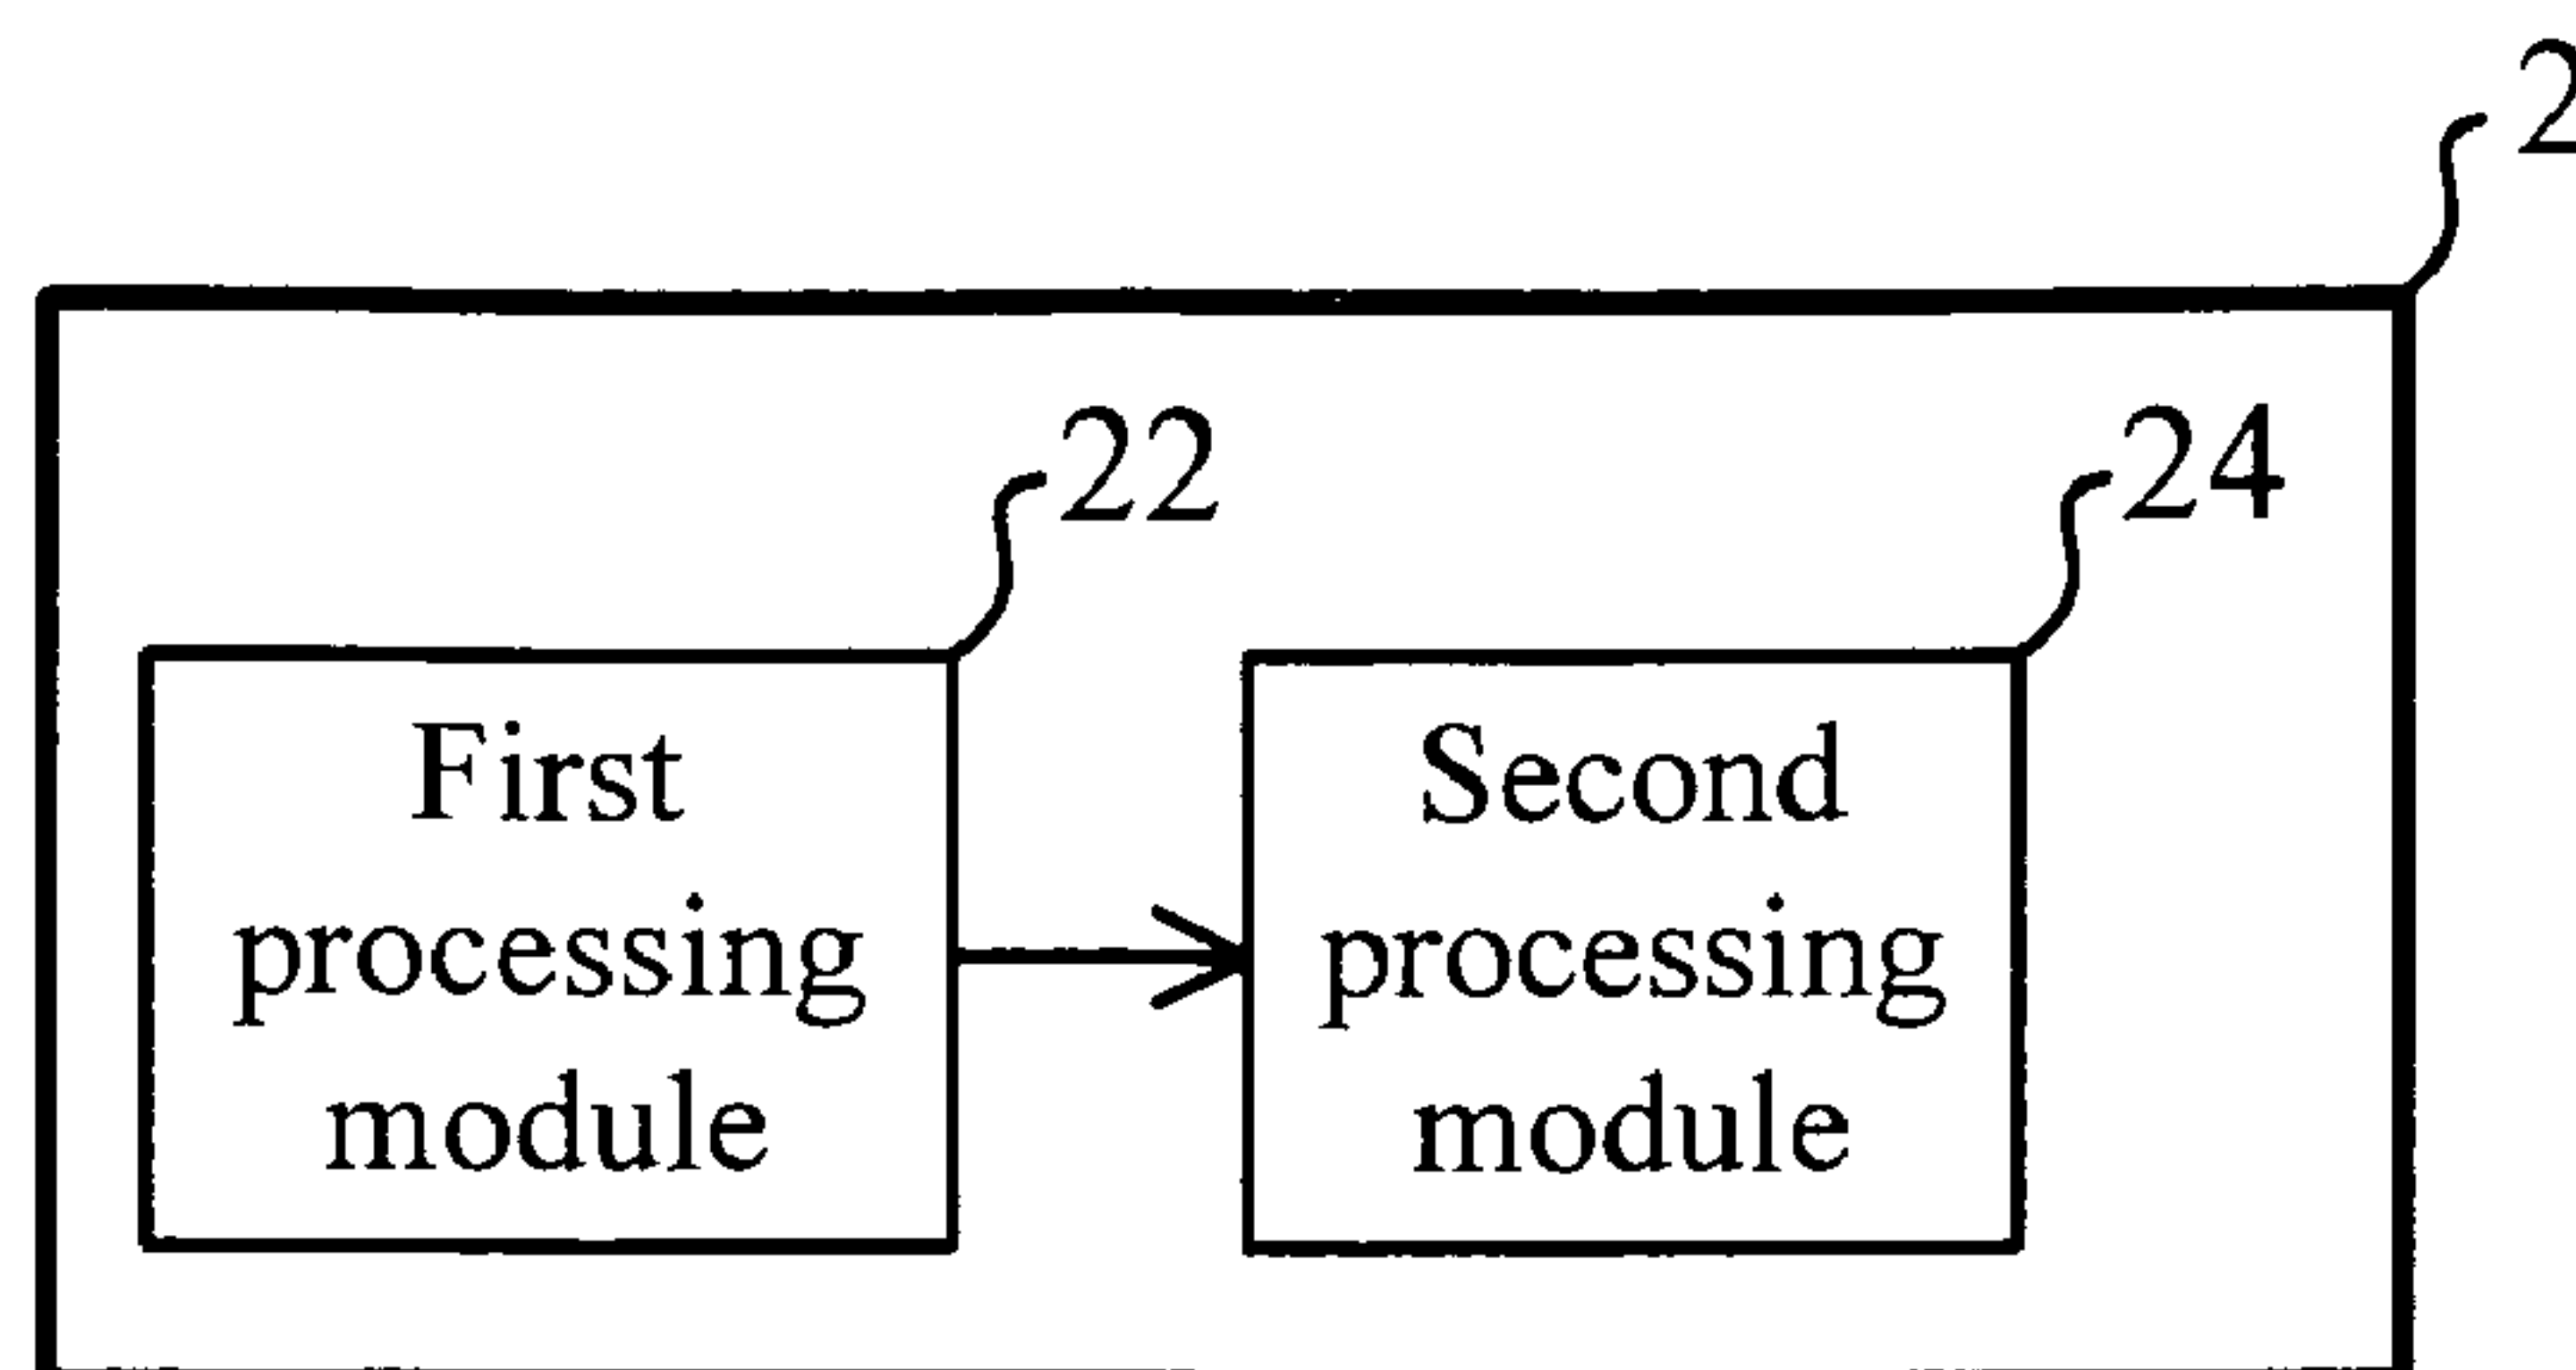 2
22
24
First
processing
module
Second
processing
module